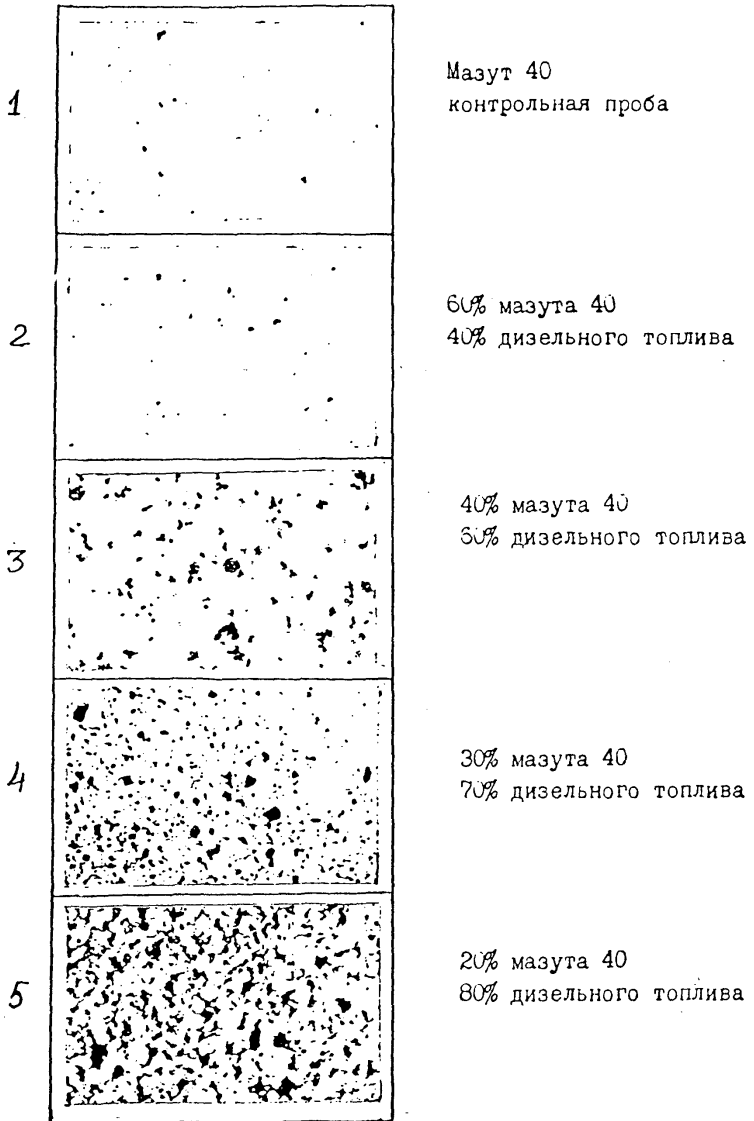 1
Мазут 40
контрольная проба
2
60% мазута 40
40% дизельного топлива
3
40% мазута 40
60% дизельного топлива
4
30% мазута 40
70% дизельного топлива
5
20% мазута 40
80% дизельного топлива